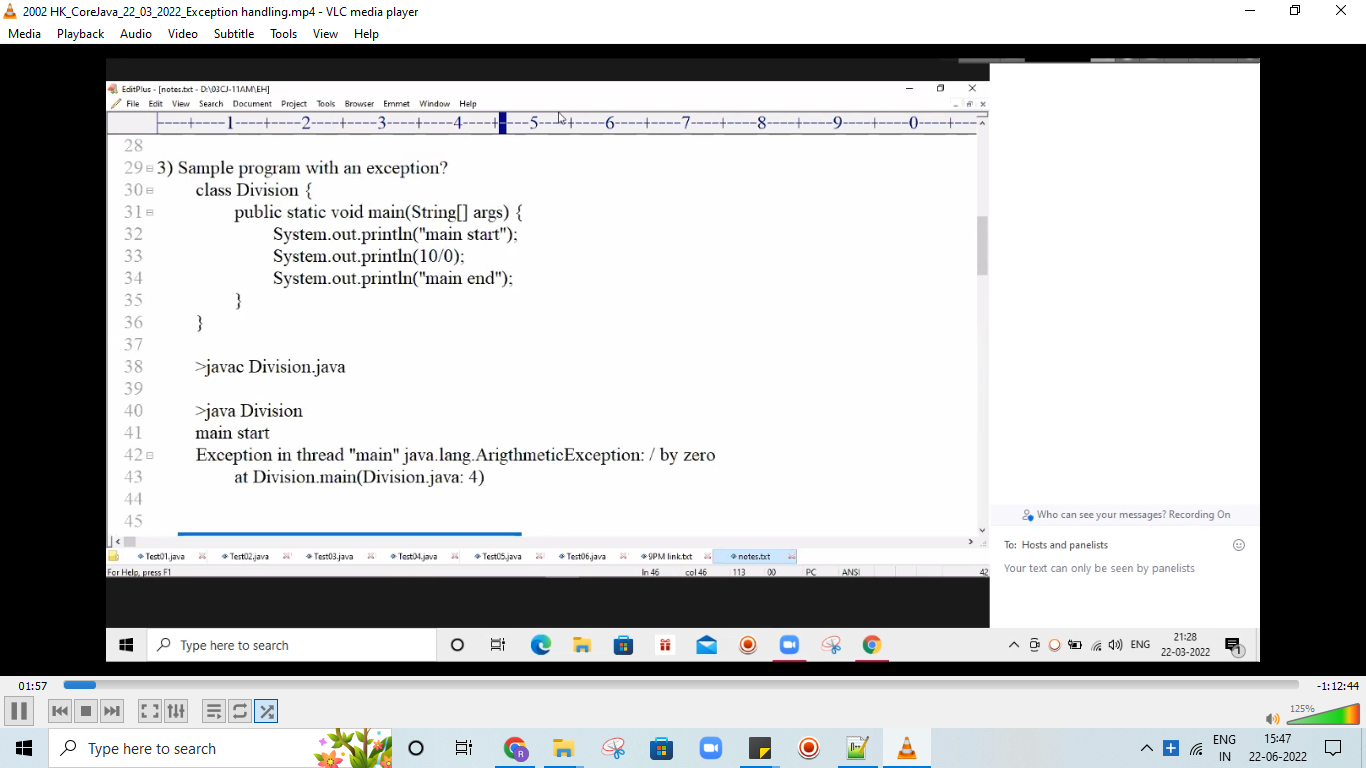 2002 HK_CoreJava_22_03_2022_Exception handling.mp4 - VLC media player
Media Playback Audio Video Subtitle Tools View Help
EditPlus - [notes.txt - D:\03CJ-11AM\EH]
File Edit View Search Document Project Tools Browser Emmet Window Help
----+----1----+----2----+----3----+----4----+----5----+----6----+----7----+----8----+----9----+----0----+----
28
29 3) Sample program with an exception?
30 class Division {
31 public static void main(String[] args) {
32 System.out.println("main start");
33 System.out.println(10/0);
34 System.out.println("main end");
35 }
36 }
37
38 >javac Division.java
39
40 >java Division
41 main start
42 Exception in thread "main" java.lang.ArigthmeticException: / by zero
43 at Division.main(Division.java: 4)
44
45
Test01.java Test02.java Test03.java Test04.java Test05.java Test06.java 9PM link.txt notes.txt
For Help, press F1 ln 46 col 46 113 00 PC ANSI 42
Who can see your messages? Recording On
To: Hosts and panelists
Your text can only be seen by panelists
Type here to search
ENG
21:28
22-03-2022
1
01:57 -1:12:44
125%
Type here to search
R
ENG
IN
15:47
22-06-2022